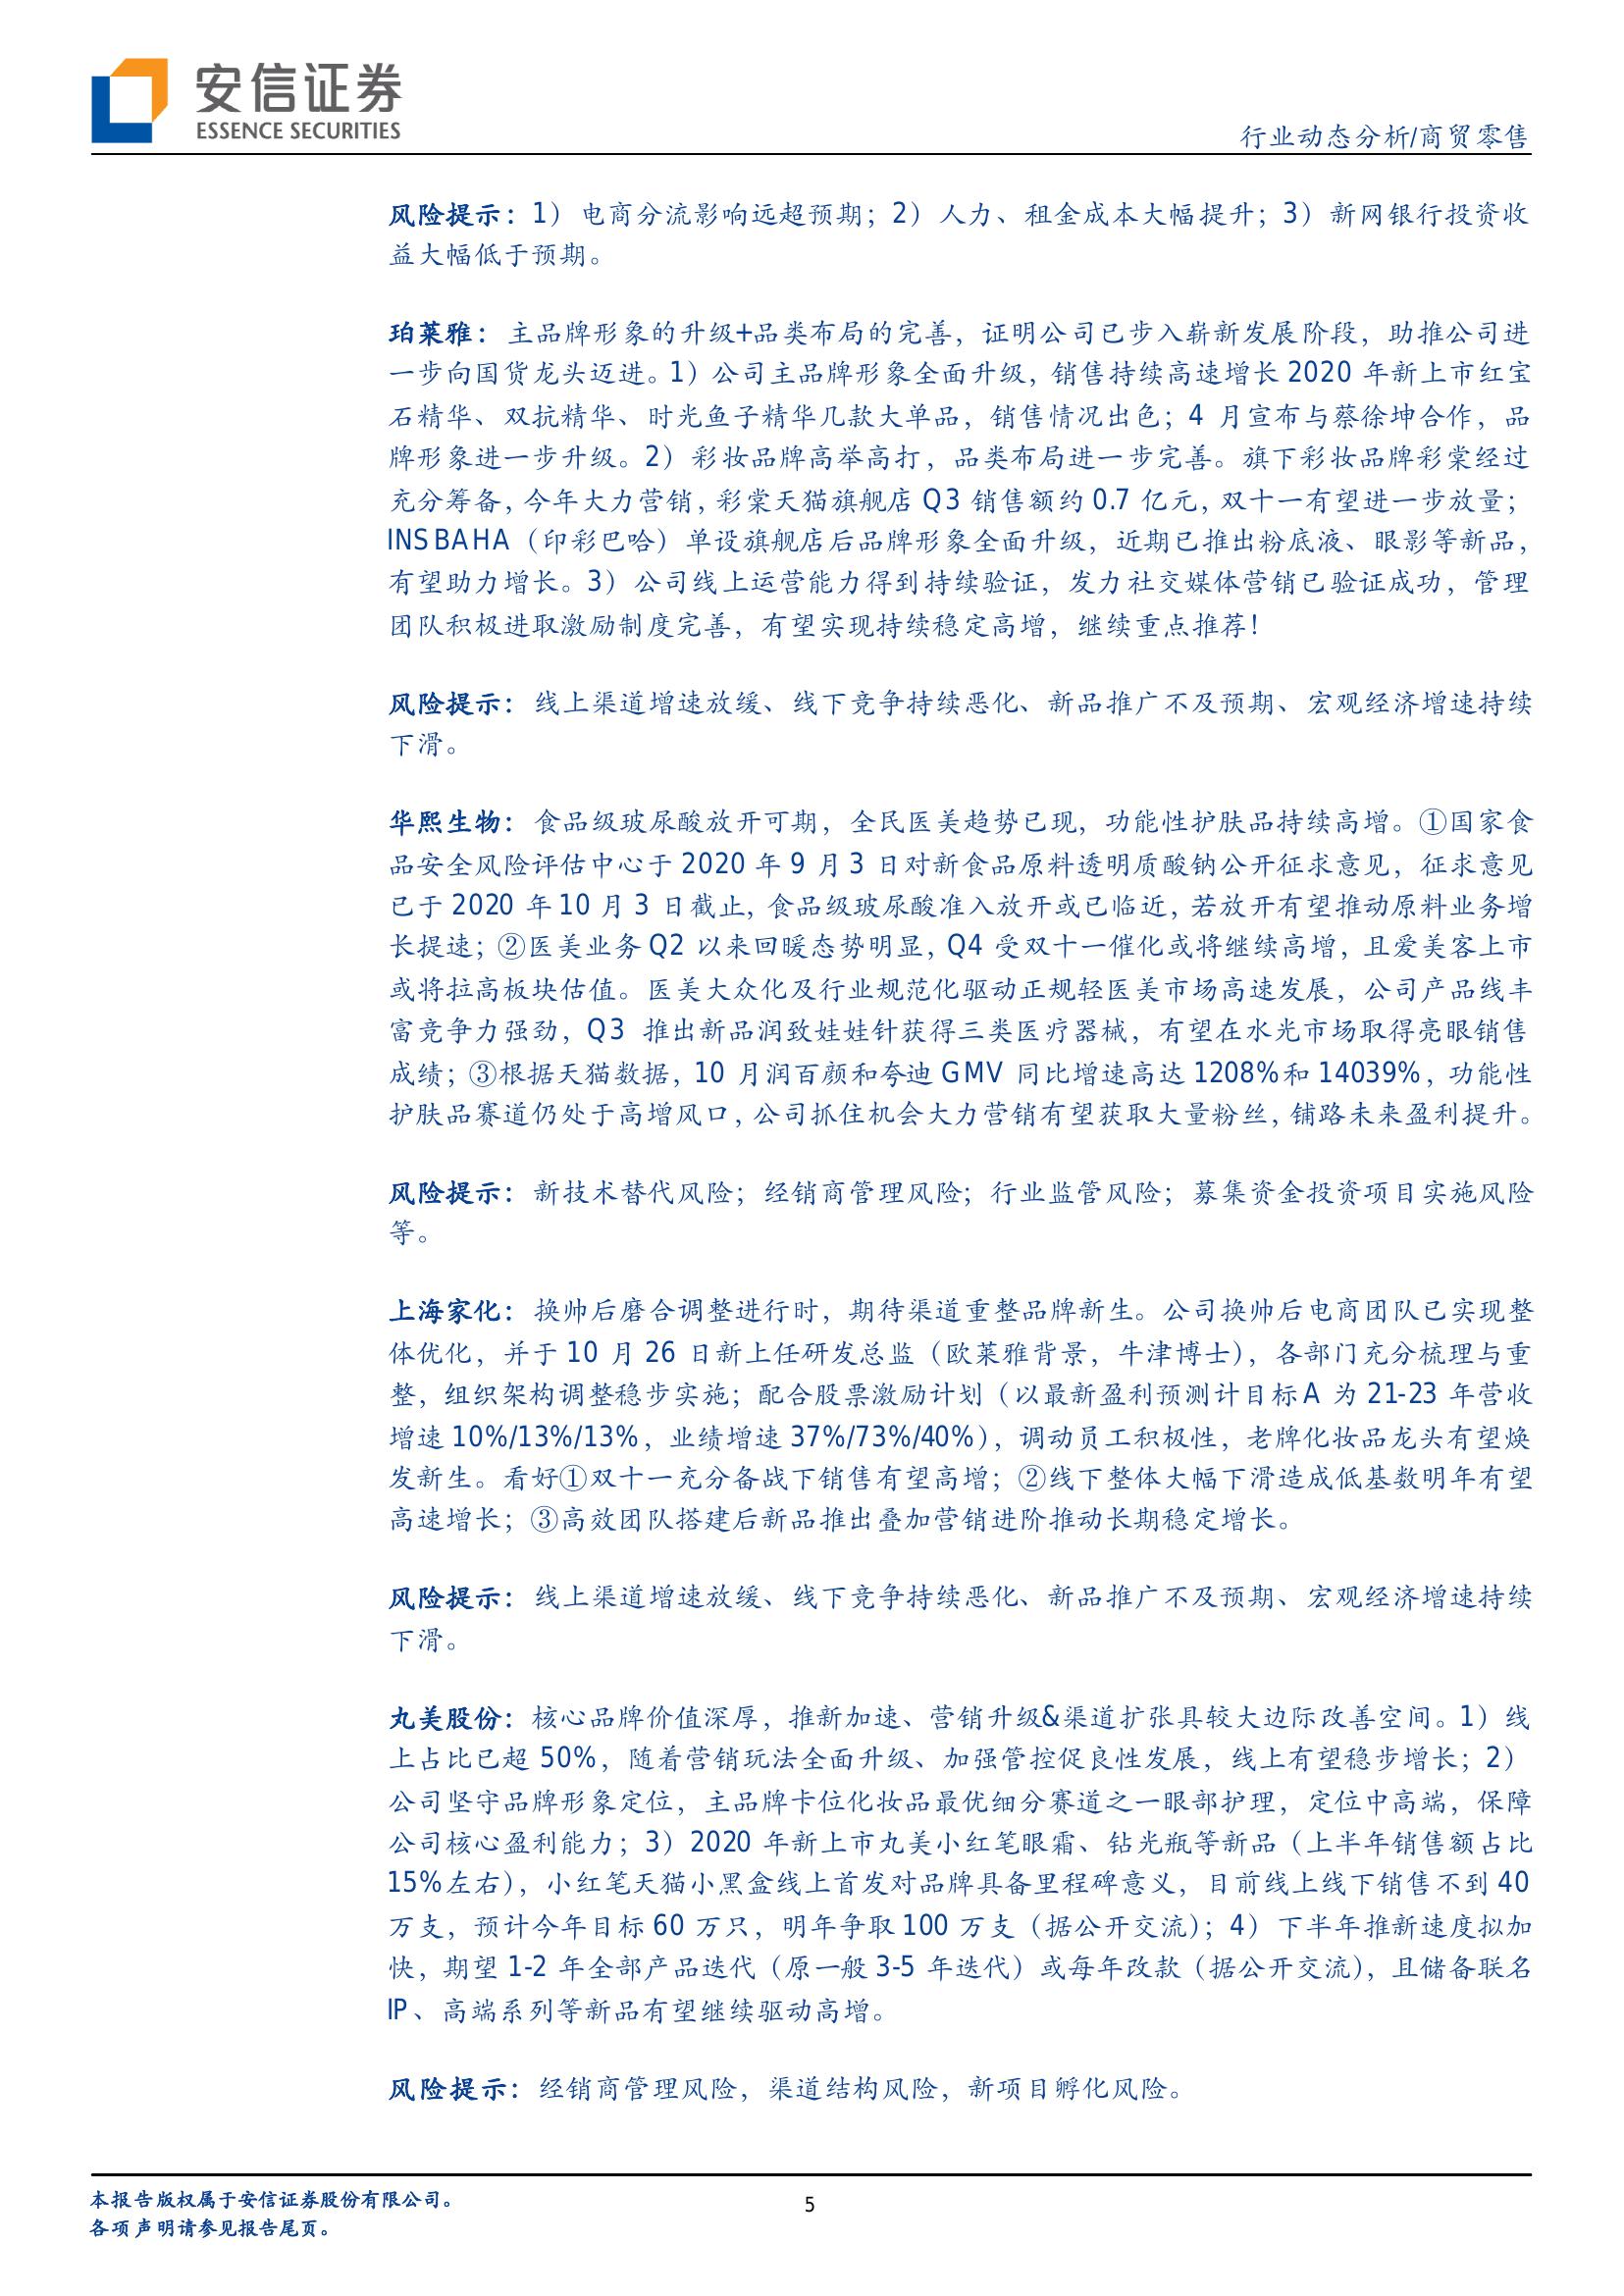 安信证券
ESSENCE SECURITIES
行业动态分析/商贸零售
风险提示：1）电商分流影响远超预期；2）人力、租金成本大幅提升；3）新网银行投资收
益大幅低于预期。
珀莱雅：主品牌形象的升级+品类布局的完善，证明公司已步入崭新发展阶段，助推公司进
一步向国货龙头迈进。1）公司主品牌形象全面升级，销售持续高速增长 2020 年新上市红宝
石精华、双抗精华、时光鱼子精华几款大单品，销售情况出色；4 月宣布与蔡徐坤合作，品
牌形象进一步升级。2）彩妆品牌高举高打，品类布局进一步完善。旗下彩妆品牌彩棠经过
充分筹备，今年大力营销，彩棠天猫旗舰店 Q3 销售额约 0.7 亿元，双十一有望进一步放量；
INSBAHA（印彩巴哈）单设旗舰店后品牌形象全面升级，近期已推出粉底液、眼影等新品，
有望助力增长。3）公司线上运营能力得到持续验证，发力社交媒体营销已验证成功，管理
团队积极进取激励制度完善，有望实现持续稳定高增，继续重点推荐！
风险提示：线上渠道增速放缓、线下竞争持续恶化、新品推广不及预期、宏观经济增速持续
下滑。
华熙生物：食品级玻尿酸放开可期，全民医美趋势已现，功能性护肤品持续高增。①国家食
品安全风险评估中心于 2020 年 9 月 3 日对新食品原料透明质酸钠公开征求意见，征求意见
已于 2020 年 10 月 3 日截止，食品级玻尿酸准入放开或已临近，若放开有望推动原料业务增
长提速；②医美业务 Q2 以来回暖态势明显，Q4 受双十一催化或将继续高增，且爱美客上市
或将拉高板块估值。医美大众化及行业规范化驱动正规轻医美市场高速发展，公司产品线丰
富竞争力强劲，Q3 推出新品润致娃娃针获得三类医疗器械，有望在水光市场取得亮眼销售
成绩；③根据天猫数据，10 月润百颜和夸迪 GMV 同比增速高达 1208%和 14039%，功能性
护肤品赛道仍处于高增风口，公司抓住机会大力营销有望获取大量粉丝，铺路未来盈利提升。
风险提示：新技术替代风险；经销商管理风险；行业监管风险；募集资金投资项目实施风险
等。
上海家化：换帅后磨合调整进行时，期待渠道重整品牌新生。公司换帅后电商团队已实现整
体优化，并于 10 月 26 日新上任研发总监（欧莱雅背景，牛津博士），各部门充分梳理与重
整，组织架构调整稳步实施；配合股票激励计划（以最新盈利预测计目标 A 为 21-23 年营收
增速 10%/13%/13%，业绩增速 37%/73%/40%），调动员工积极性，老牌化妆品龙头有望焕
发新生。看好①双十一充分备战下销售有望高增；②线下整体大幅下滑造成低基数明年有望
高速增长；③高效团队搭建后新品推出叠加营销进阶推动长期稳定增长。
风险提示：线上渠道增速放缓、线下竞争持续恶化、新品推广不及预期、宏观经济增速持续
下滑。
丸美股份：核心品牌价值深厚，推新加速、营销升级&渠道扩张具较大边际改善空间。1）线
上占比已超 50%，随着营销玩法全面升级、加强管控促良性发展，线上有望稳步增长；2）
公司坚守品牌形象定位，主品牌卡位化妆品最优细分赛道之一眼部护理，定位中高端，保障
公司核心盈利能力；3）2020 年新上市丸美小红笔眼霜、钻光瓶等新品（上半年销售额占比
15%左右），小红笔天猫小黑盒线上首发对品牌具备里程碑意义，目前线上线下销售不到 40
万支，预计今年目标 60 万只，明年争取 100 万支（据公开交流）；4）下半年推新速度拟加
快，期望 1-2 年全部产品迭代（原一般 3-5 年迭代）或每年改款（据公开交流），且储备联名
IP、高端系列等新品有望继续驱动高增。
风险提示：经销商管理风险，渠道结构风险，新项目孵化风险。
本报告版权属于安信证券股份有限公司。
5
各项声明请参见报告尾页。